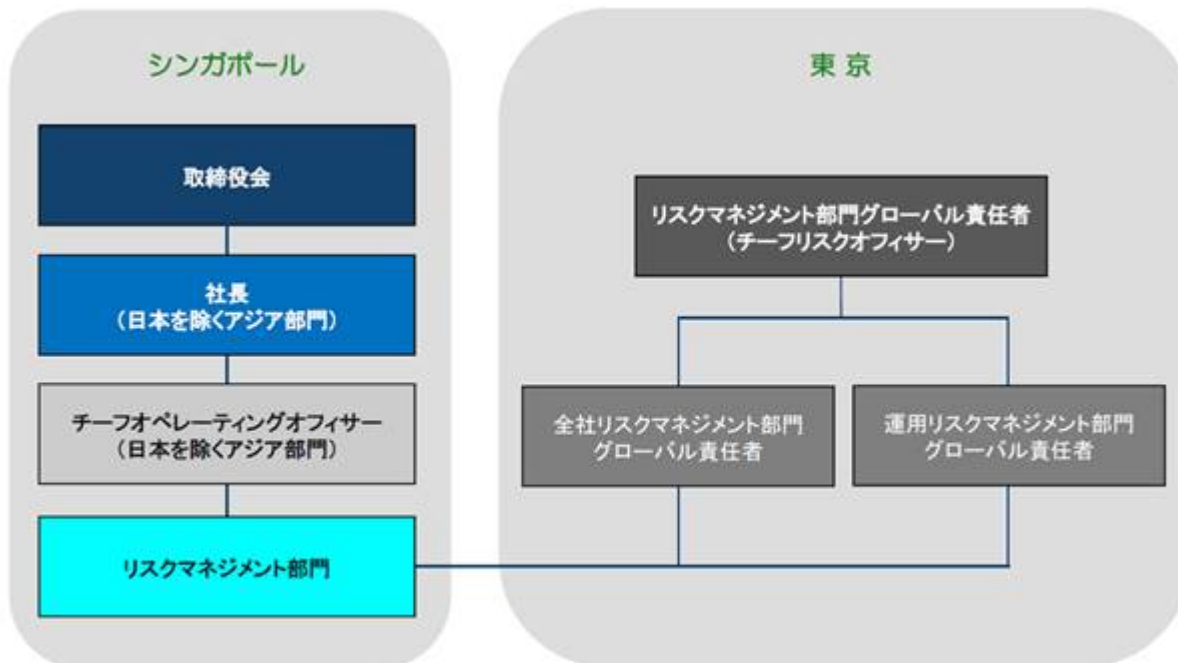 シンガポール
取締役会
社長
（日本を除くアジア部門）
チーフオペレーティングオフィサー
（日本を除くアジア部門）
リスクマネジメント部門
東 京
リスクマネジメント部門グローバル責任者
（チーフリスクオフィサー）
全社リスクマネジメント部門
グローバル責任者
運用リスクマネジメント部門
グローバル責任者